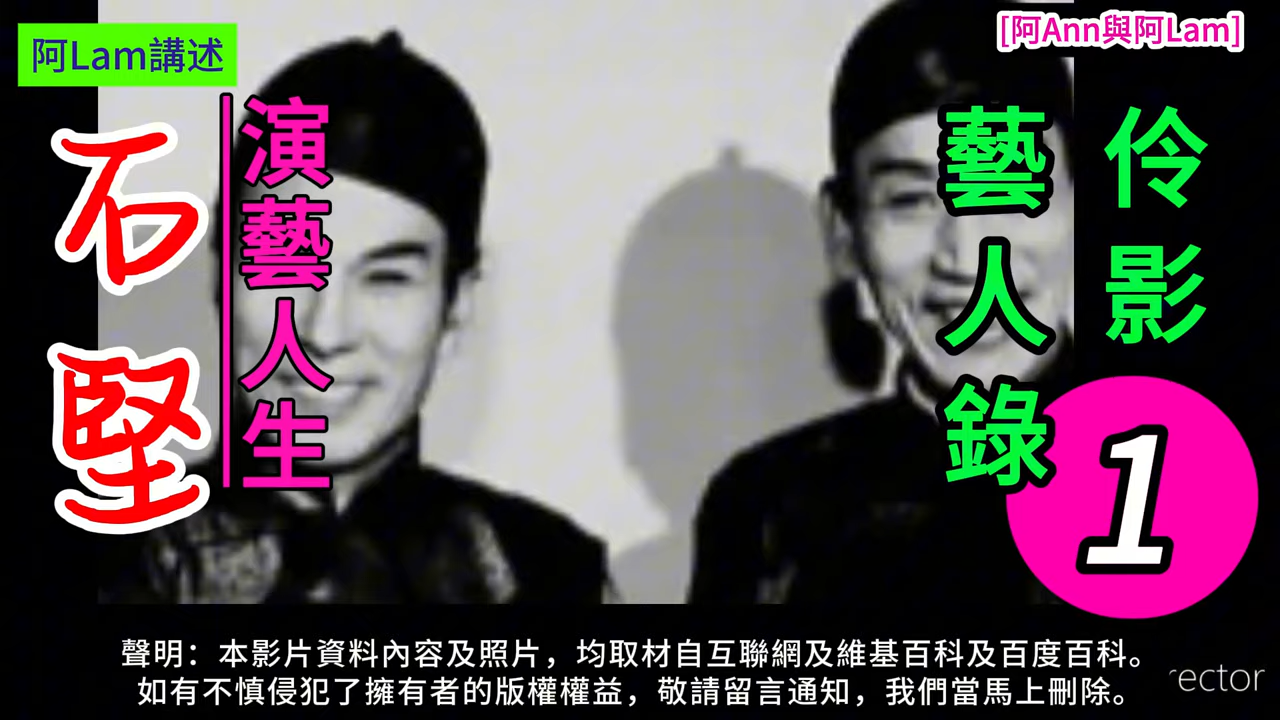 阿Lam講述
[阿Ann與阿Lam]
石堅
演藝人生
伶影
藝人錄
1
聲明：本影片資料內容及照片，均取材自互聯網及維基百科及百度百科。
如有不慎侵犯了擁有者的版權權益，敬請留言通知，我們當馬上刪除。
rector